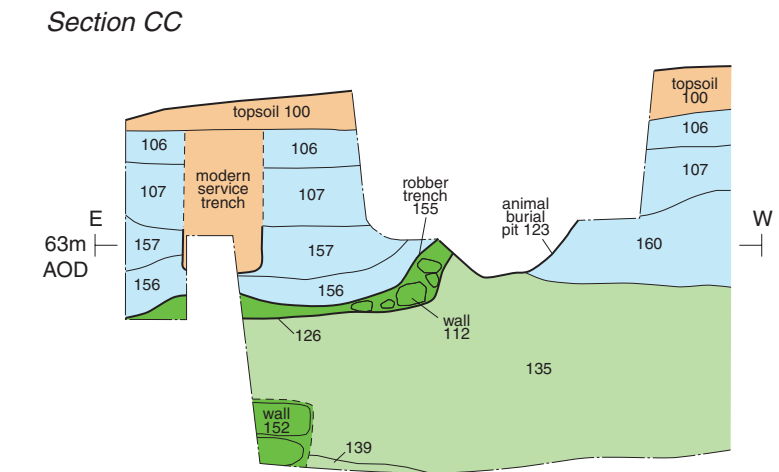 Section CC
topsoil 100
topsoil
100
106
106
106
modern
service
trench
107
107
107
robber
trench
155
animal
burial
pit 123
E
W
63m
AOD
157
157
160
156
156
wall
112
126
135
wall
152
139